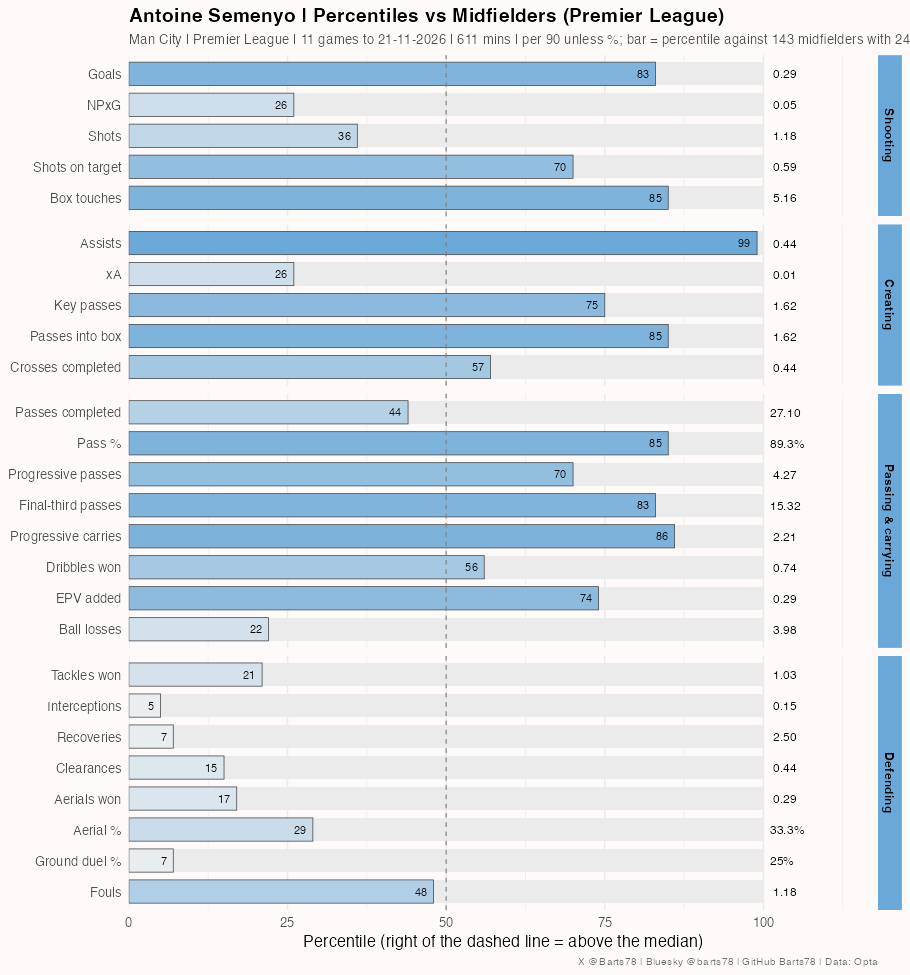 Antoine Semenyo | Percentiles vs Midfielders (Premier League)
Man City | Premier League | 11 games to 21-11-2026 | 611 mins | per 90 unless %; bar = percentile against 143 midfielders with 24
Shooting
Goals 83 0.29
NPxG 26 0.05
Shots 36 1.18
Shots on target 70 0.59
Box touches 85 5.16
Creating
Assists 99 0.44
xA 26 0.01
Key passes 75 1.62
Passes into box 85 1.62
Crosses completed 57 0.44
Passing & carrying
Passes completed 44 27.10
Pass % 85 89.3%
Progressive passes 70 4.27
Final-third passes 83 15.32
Progressive carries 86 2.21
Dribbles won 56 0.74
EPV added 74 0.29
Ball losses 22 3.98
Defending
Tackles won 21 1.03
Interceptions 5 0.15
Recoveries 7 2.50
Clearances 15 0.44
Aerials won 17 0.29
Aerial % 29 33.3%
Ground duel % 7 25%
Fouls 48 1.18
0 25 50 75 100
Percentile (right of the dashed line = above the median)
X @Barts78 | Bluesky @barts78 | GitHub Barts78 | Data: Opta